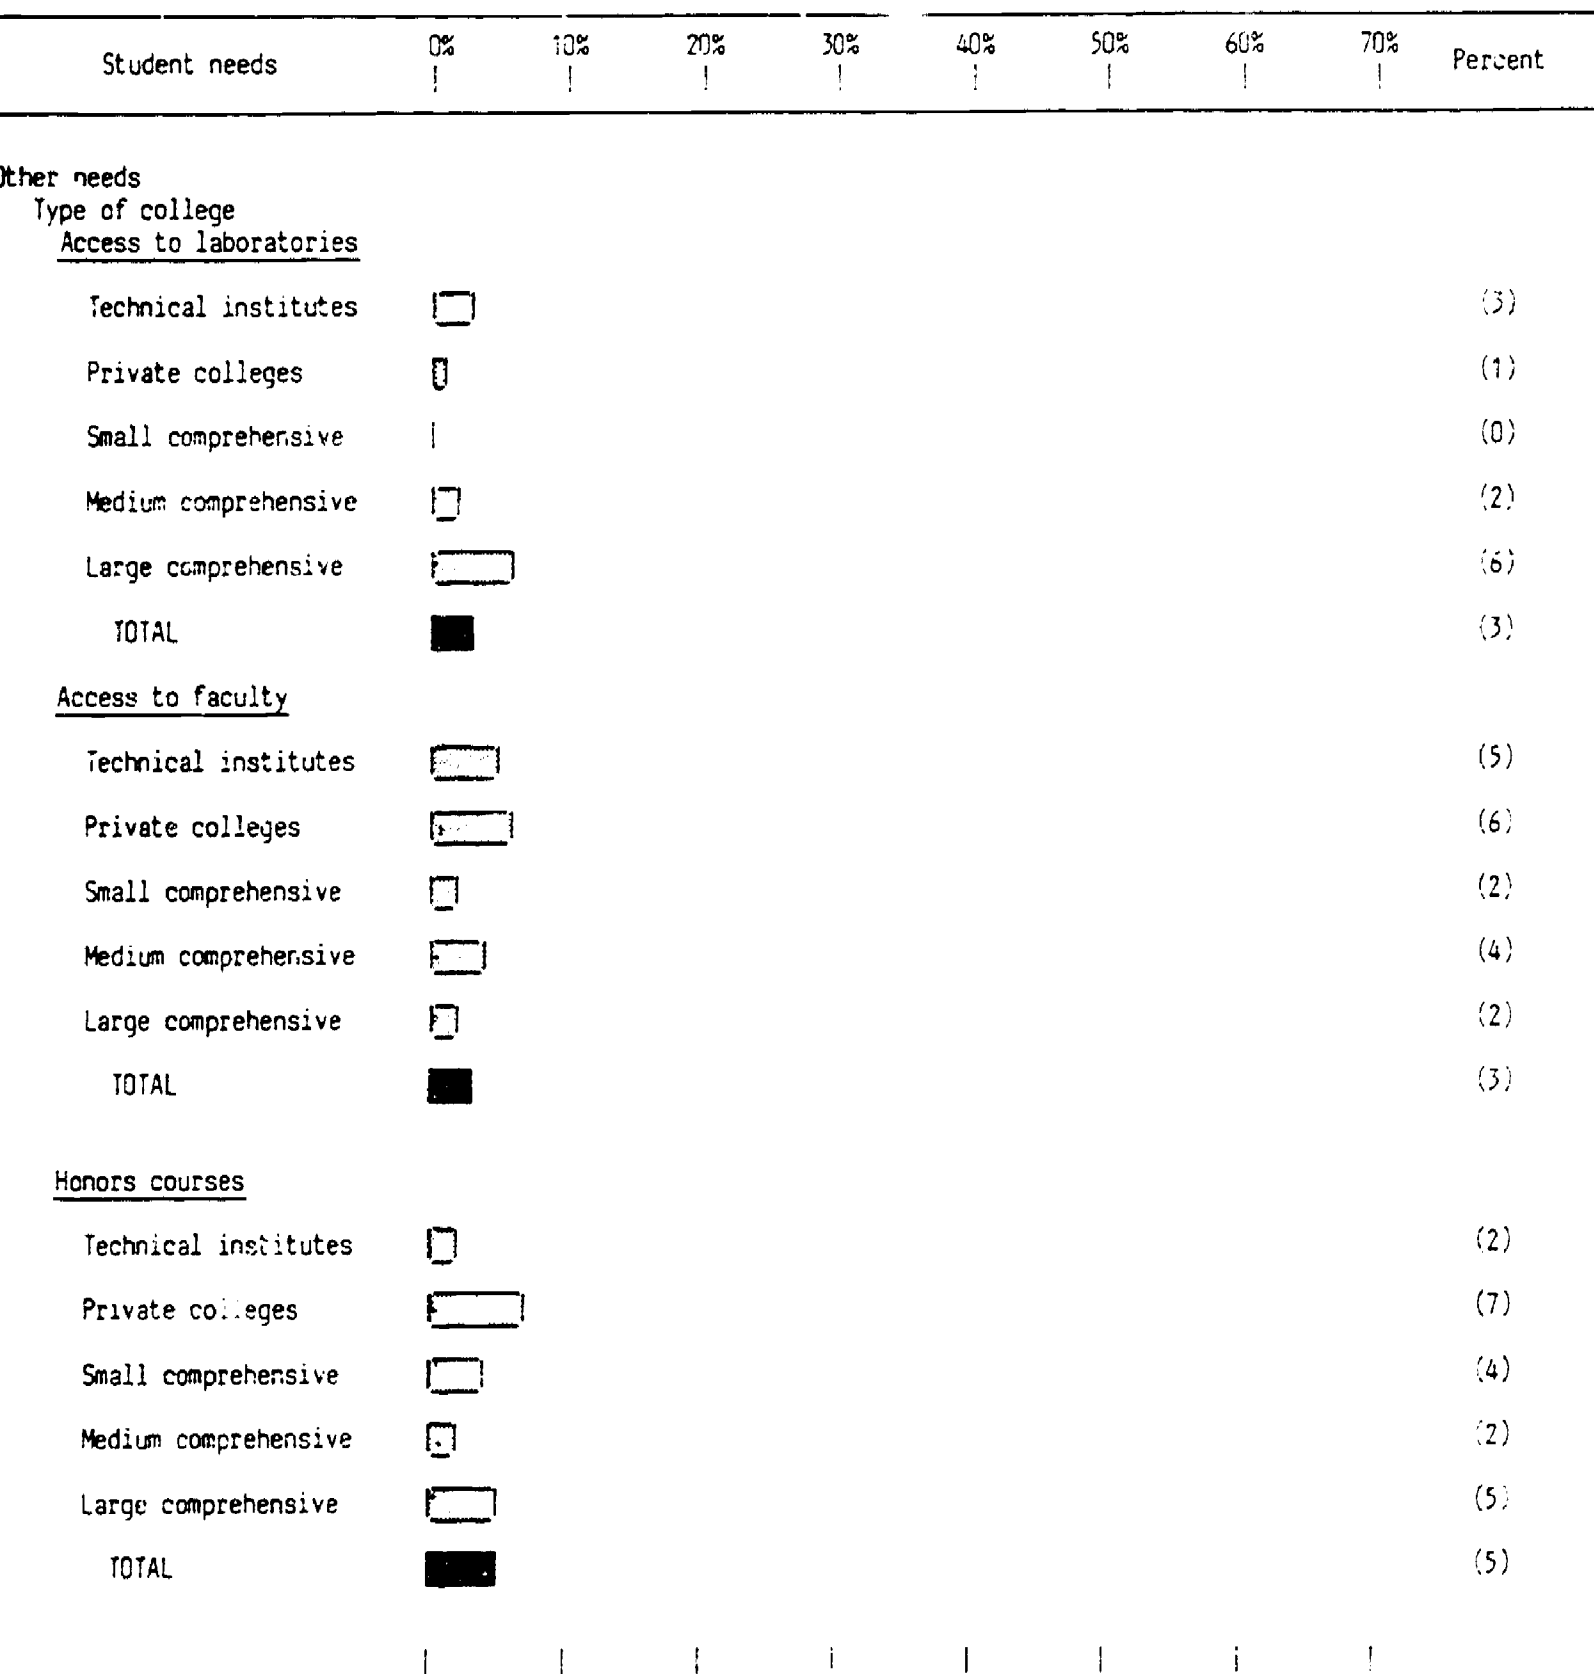 Student needs 0% 10% 20% 30% 40% 50% 60% 70% Percent
Other needs
Type of college
Access to laboratories
Technical institutes (3)
Private colleges (1)
Small comprehensive (0)
Medium comprehensive (2)
Large comprehensive (6)
TOTAL (3)
Access to faculty
Technical institutes (5)
Private colleges (6)
Small comprehensive (2)
Medium comprehensive (4)
Large comprehensive (2)
TOTAL (3)
Honors courses
Technical institutes (2)
Private colleges (7)
Small comprehensive (4)
Medium comprehensive (2)
Large comprehensive (5)
TOTAL (5)